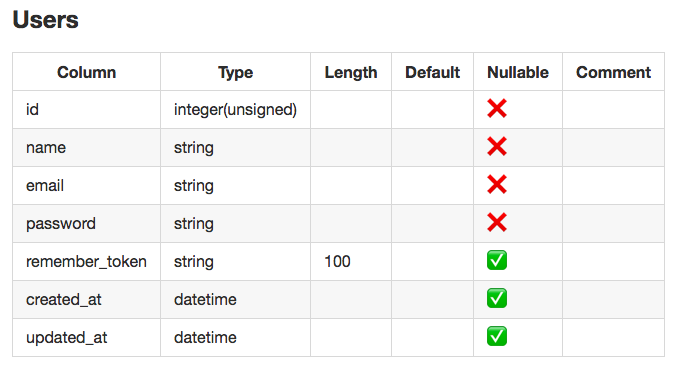 Users
Column Type Length Default Nullable Comment
id integer(unsigned) ❌
name string ❌
email string ❌
password string ❌
remember_token string 100 ✅
created_at datetime ✅
updated_at datetime ✅